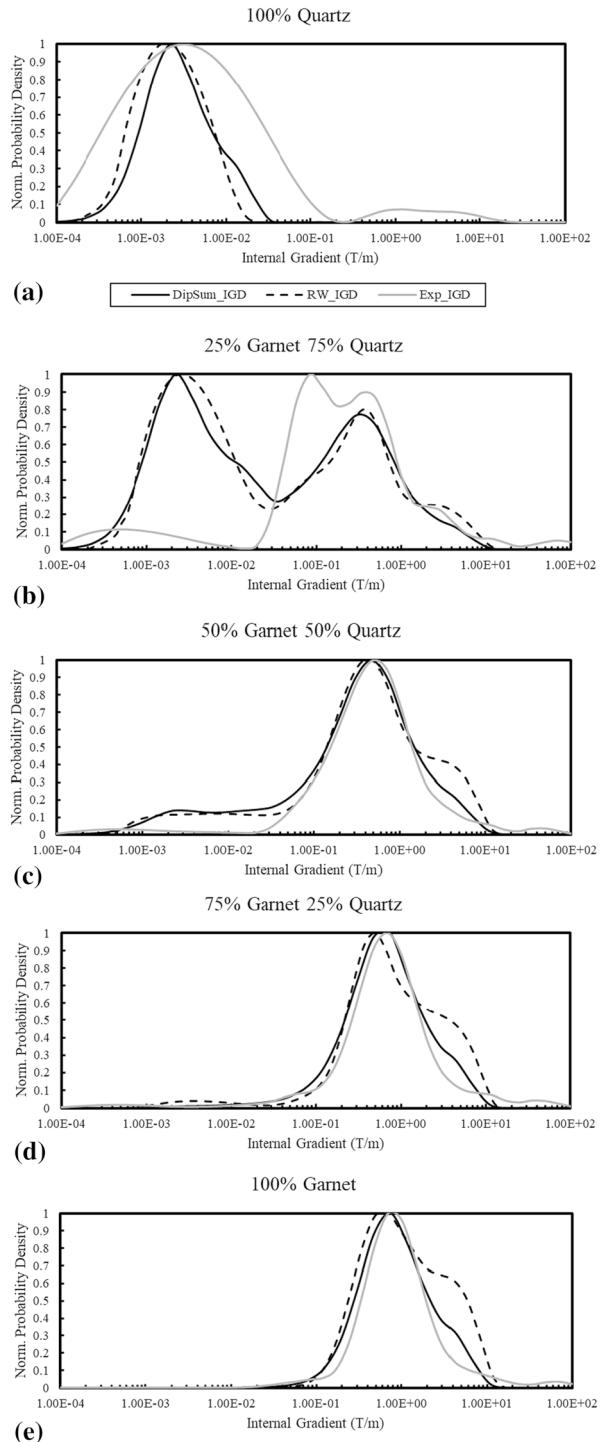 100% Quartz
Norm. Probability Density
1
0.9
0.8
0.7
0.6
0.5
0.4
0.3
0.2
0.1
0
1.00E-04 1.00E-03 1.00E-02 1.00E-01 1.00E+00 1.00E+01 1.00E+02
Internal Gradient (T/m)
(a)
DipSum_IGD RW_IGD Exp_IGD
25% Garnet 75% Quartz
Norm. Probability Density
1
0.9
0.8
0.7
0.6
0.5
0.4
0.3
0.2
0.1
0
1.00E-04 1.00E-03 1.00E-02 1.00E-01 1.00E+00 1.00E+01 1.00E+02
Internal Gradient (T/m)
(b)
50% Garnet 50% Quartz
Norm. Probability Density
1
0.9
0.8
0.7
0.6
0.5
0.4
0.3
0.2
0.1
0
1.00E-04 1.00E-03 1.00E-02 1.00E-01 1.00E+00 1.00E+01 1.00E+02
Internal Gradient (T/m)
(c)
75% Garnet 25% Quartz
Norm. Probability Density
1
0.9
0.8
0.7
0.6
0.5
0.4
0.3
0.2
0.1
0
1.00E-04 1.00E-03 1.00E-02 1.00E-01 1.00E+00 1.00E+01 1.00E+02
Internal Gradient (T/m)
(d)
100% Garnet
Norm. Probability Density
1
0.9
0.8
0.7
0.6
0.5
0.4
0.3
0.2
0.1
0
1.00E-04 1.00E-03 1.00E-02 1.00E-01 1.00E+00 1.00E+01 1.00E+02
Internal Gradient (T/m)
(e)